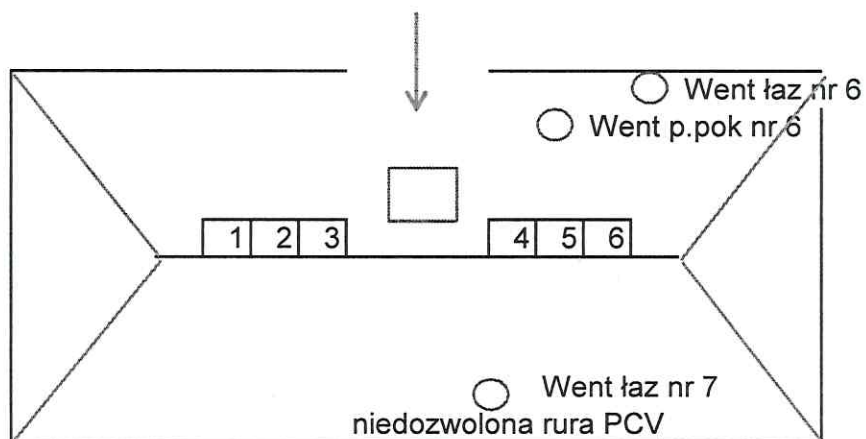 Went łaz nr 6
Went p.pok nr 6
1 2 3 4 5 6
Went łaz nr 7
niedozwolona rura PCV